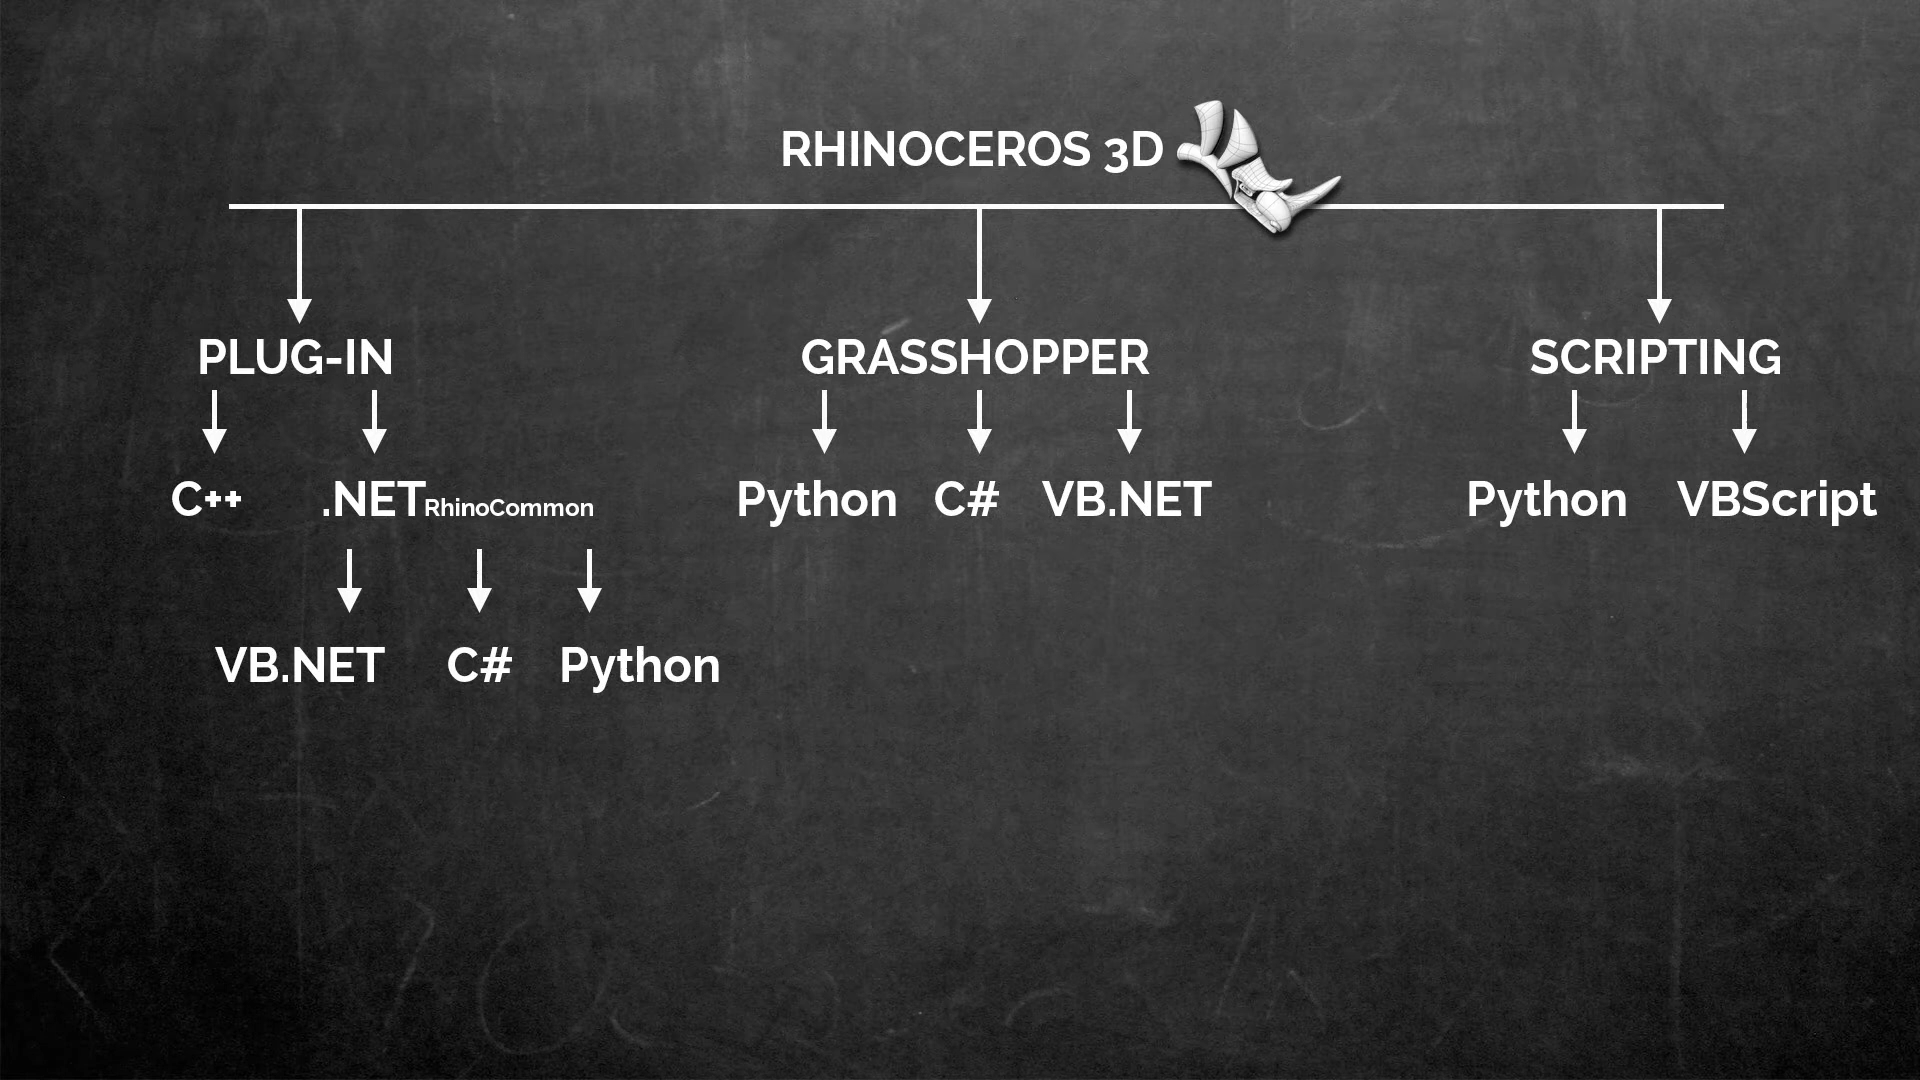 RHINOCEROS 3D
PLUG-IN GRASSHOPPER SCRIPTING
C++ .NET RhinoCommon Python C# VB.NET Python VBScript
VB.NET C# Python